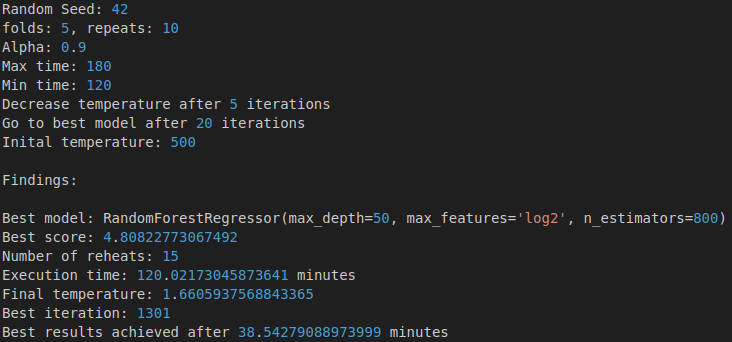 Random Seed: 42
folds: 5, repeats: 10
Alpha: 0.9
Max time: 180
Min time: 120
Decrease temperature after 5 iterations
Go to best model after 20 iterations
Inital temperature: 500
Findings:
Best model: RandomForestRegressor(max_depth=50, max_features='log2', n_estimators=800)
Best score: 4.80822773067492
Number of reheats: 15
Execution time: 120.02173045873641 minutes
Final temperature: 1.6605937568843365
Best iteration: 1301
Best results achieved after 38.54279088973999 minutes